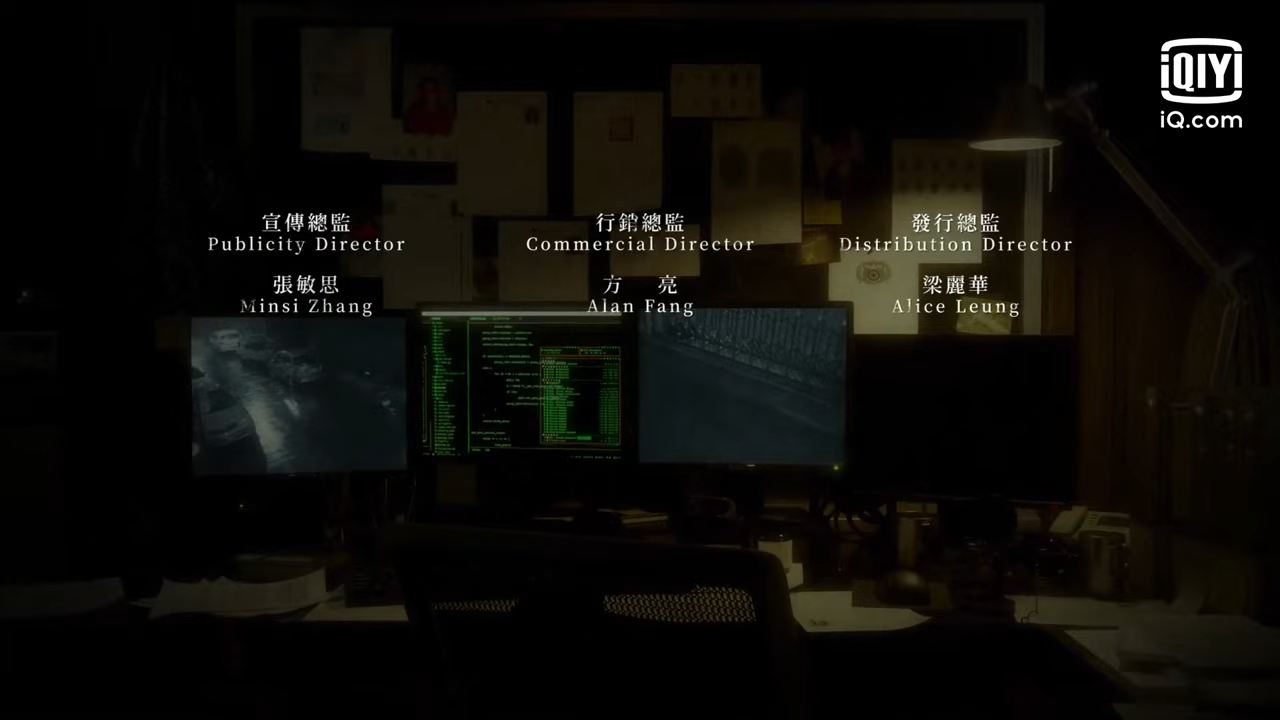 iQIYI
iQ.com
宣傳總監
Publicity Director
張敏思
Minsi Zhang
行銷總監
Commercial Director
方 亮
Alan Fang
發行總監
Distribution Director
梁麗華
Alice Leung